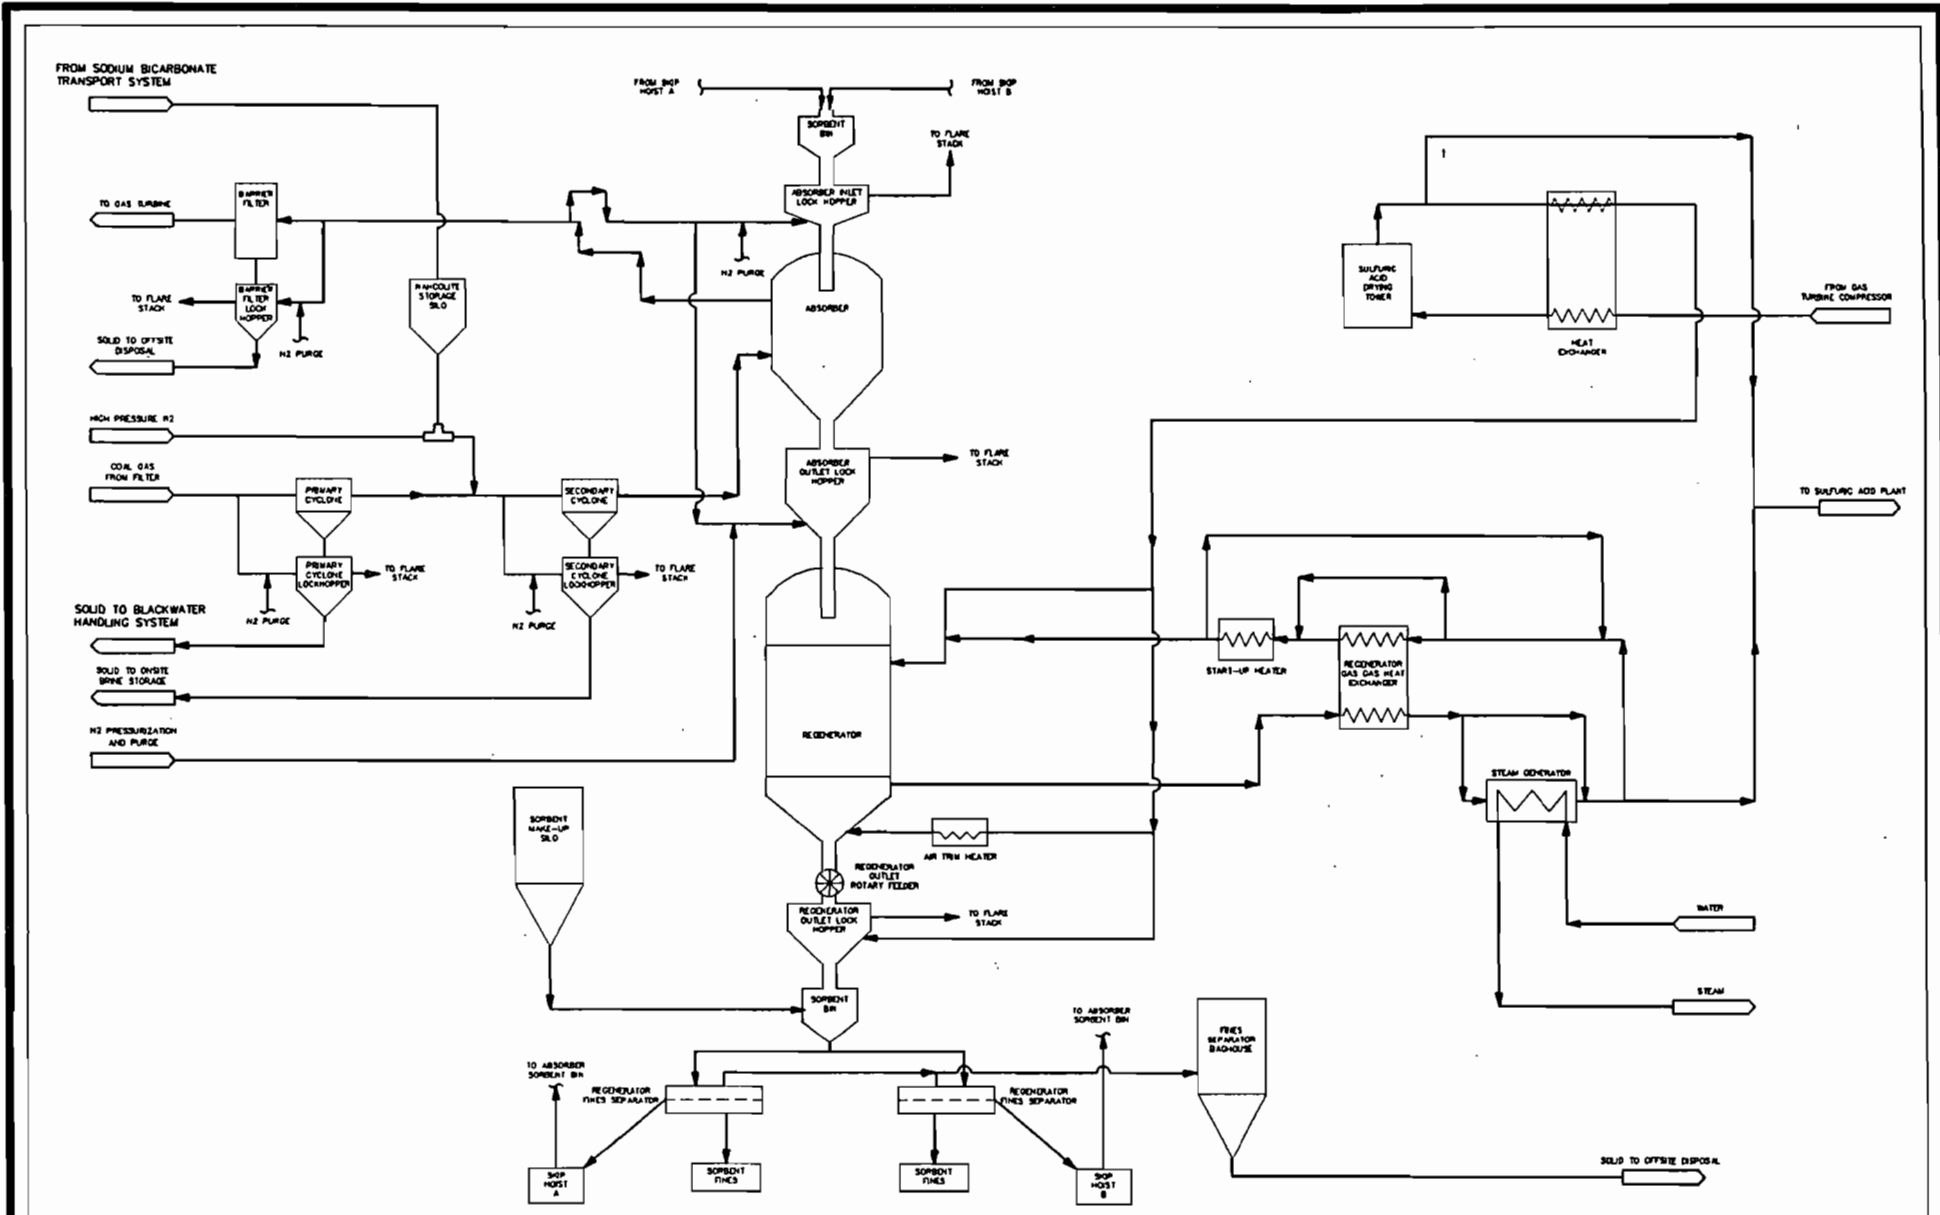 FROM SODIUM BICARBONATE
TRANSPORT SYSTEM
FROM SKIP
HOIST A
FROM SKIP
HOIST B
SORBENT
BIN
TO FLARE
STACK
BARRIER
FILTER
TO GAS TURBINE
ABSORBER INLET
LOCK HOPPER
N2 PURGE
SULFURIC
ACID
DRYING
TOWER
HEAT
EXCHANGER
FROM GAS
TURBINE COMPRESSOR
TO FLARE
STACK
BARRIER
FILTER
LOCK
HOPPER
N2 PURGE
NAHCOLITE
STORAGE
SILO
ABSORBER
SOLID TO OFFSITE
DISPOSAL
HIGH PRESSURE N2
COAL GAS
FROM FILTER
PRIMARY
CYCLONE
SECONDARY
CYCLONE
ABSORBER
OUTLET LOCK
HOPPER
TO FLARE
STACK
TO SULFURIC ACID PLANT
PRIMARY
CYCLONE
LOCKHOPPER
TO FLARE
STACK
N2 PURGE
SECONDARY
CYCLONE
LOCKHOPPER
TO FLARE
STACK
N2 PURGE
SOLID TO BLACKWATER
HANDLING SYSTEM
SOLID TO ONSITE
BRINE STORAGE
N2 PRESSURIZATION
AND PURGE
START-UP HEATER
REGENERATOR
GAS GAS HEAT
EXCHANGER
REGENERATOR
STEAM GENERATOR
SORBENT
MAKE-UP
SILO
AIR TRIM HEATER
REGENERATOR
OUTLET
ROTARY FEEDER
REGENERATOR
OUTLET LOCK
HOPPER
TO FLARE
STACK
WATER
STEAM
SORBENT
BIN
TO ABSORBER
SORBENT BIN
FINES
SEPARATOR
BAGHOUSE
TO ABSORBER
SORBENT BIN
REGENERATOR
FINES SEPARATOR
REGENERATOR
FINES SEPARATOR
SKIP
HOIST
A
SORBENT
FINES
SORBENT
FINES
SKIP
HOIST
B
SOLID TO OFFSITE DISPOSAL